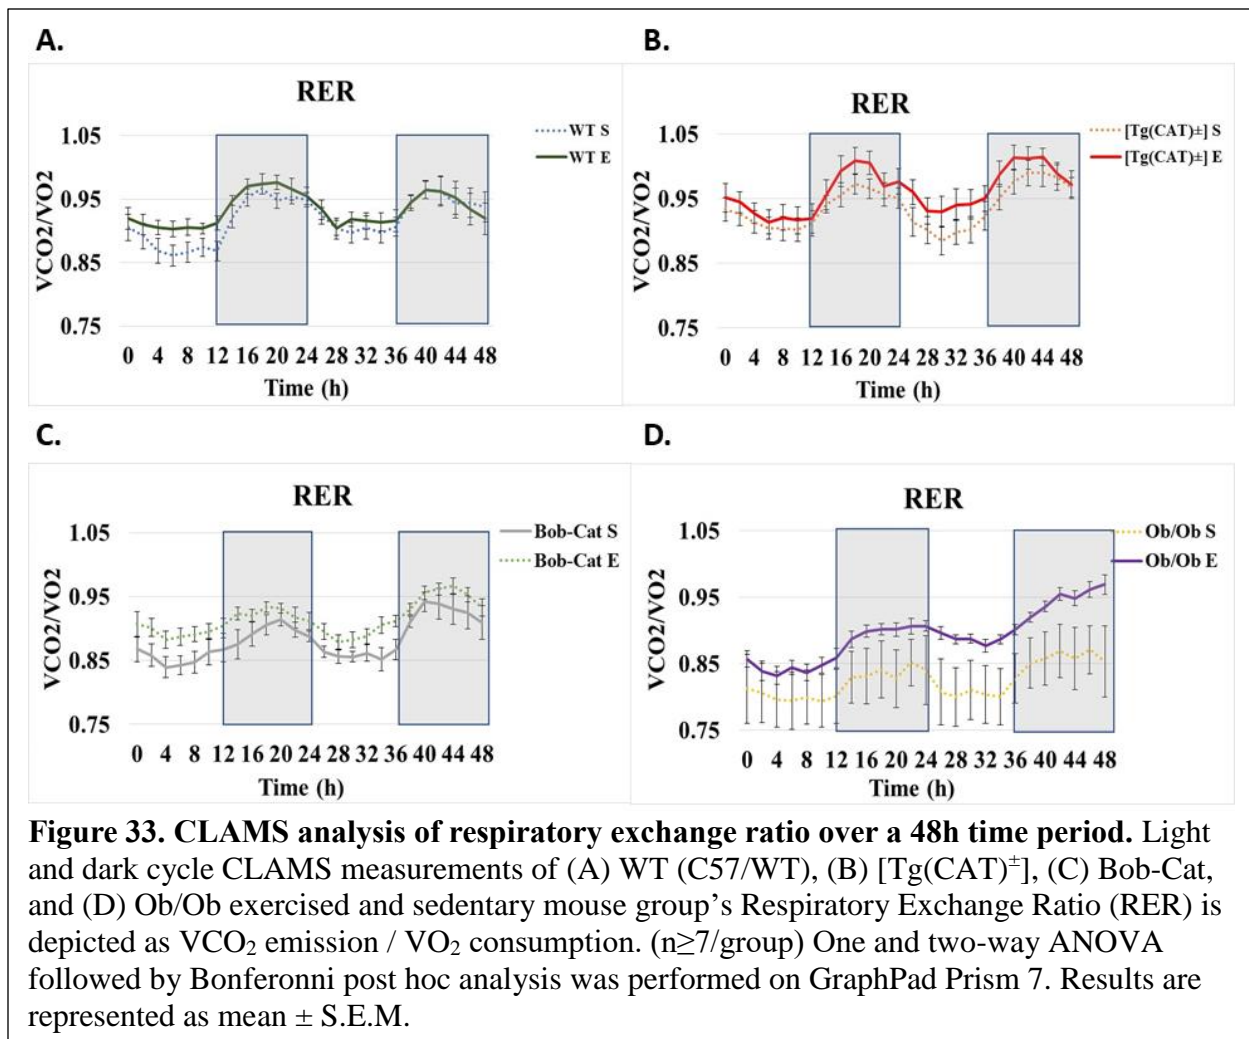 A.
RER
WT S
WT E
1.05
0.95
0.85
0.75
VCO2/VO2
0 4 8 12 16 20 24 28 32 36 40 44 48
Time (h)
B.
RER
[Tg(CAT)±] S
[Tg(CAT)±] E
1.05
0.95
0.85
0.75
VCO2/VO2
0 4 8 12 16 20 24 28 32 36 40 44 48
Time (h)
C.
RER
Bob-Cat S
Bob-Cat E
1.05
0.95
0.85
0.75
VCO2/VO2
0 4 8 12 16 20 24 28 32 36 40 44 48
Time (h)
D.
RER
Ob/Ob S
Ob/Ob E
1.05
0.95
0.85
0.75
VCO2/VO2
0 4 8 12 16 20 24 28 32 36 40 44 48
Time (h)
Figure 33. CLAMS analysis of respiratory exchange ratio over a 48h time period. Light
and dark cycle CLAMS measurements of (A) WT (C57/WT), (B) [Tg(CAT)±], (C) Bob-Cat,
and (D) Ob/Ob exercised and sedentary mouse group’s Respiratory Exchange Ratio (RER) is
depicted as VCO₂ emission / VO₂ consumption. (n≥7/group) One and two-way ANOVA
followed by Bonferonni post hoc analysis was performed on GraphPad Prism 7. Results are
represented as mean ± S.E.M.